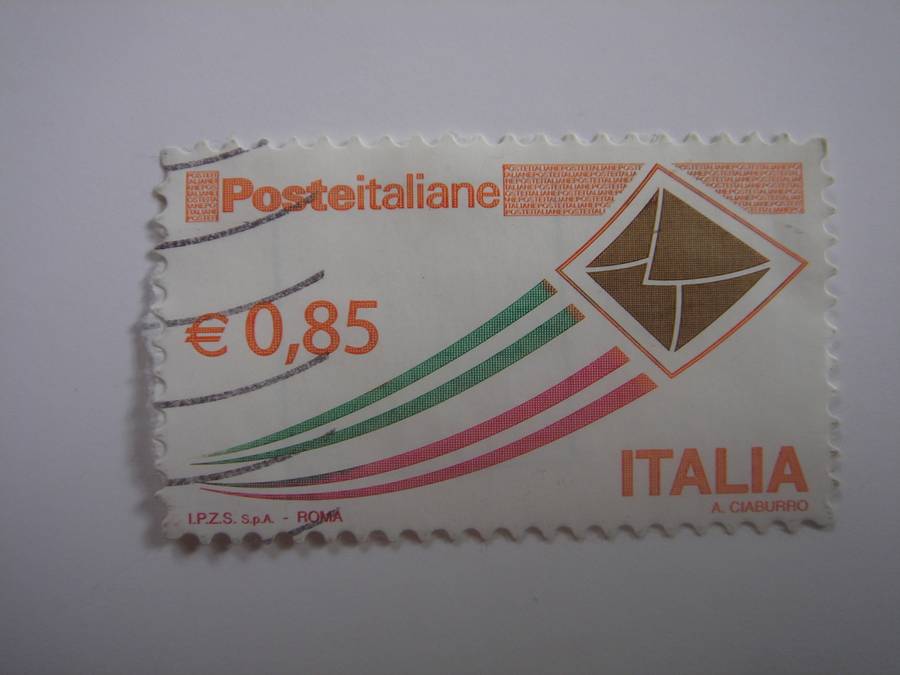 Posteitaliane
€ 0,85
ITALIA
A. CIABURRO
I.P.Z.S. S.p.A. - ROMA